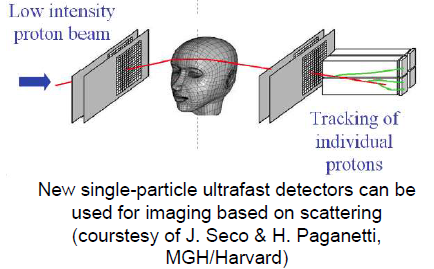 Low intensity
proton beam
Tracking of
individual
protons
New single-particle ultrafast detectors can be
used for imaging based on scattering
(courstesy of J. Seco & H. Paganetti,
MGH/Harvard)